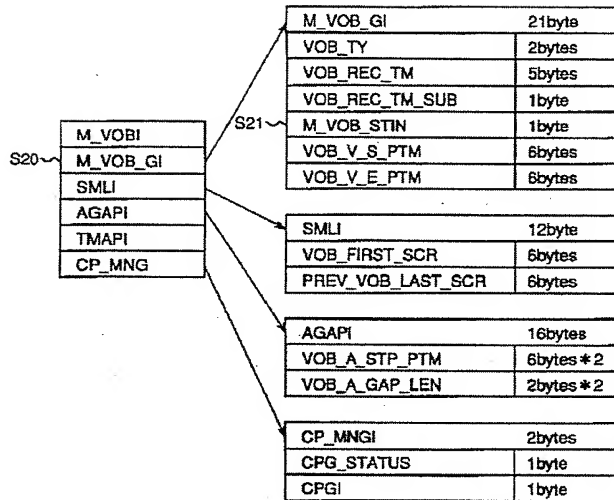 M_VOB_GI 21byte
VOB_TY 2bytes
VOB_REC_TM 5bytes
VOB_REC_TM_SUB 1byte
S21 M_VOB_STIN 1byte
VOB_V_S_PTM 6bytes
VOB_V_E_PTM 6bytes
M_VOBI
S20 M_VOB_GI
SMLI
AGAPI
TMAPI
CP_MNG
SMLI 12byte
VOB_FIRST_SCR 6bytes
PREV_VOB_LAST_SCR 6bytes
AGAPI 16bytes
VOB_A_STP_PTM 6bytes*2
VOB_A_GAP_LEN 2bytes*2
CP_MNGI 2bytes
CPG_STATUS 1byte
CPGI 1byte